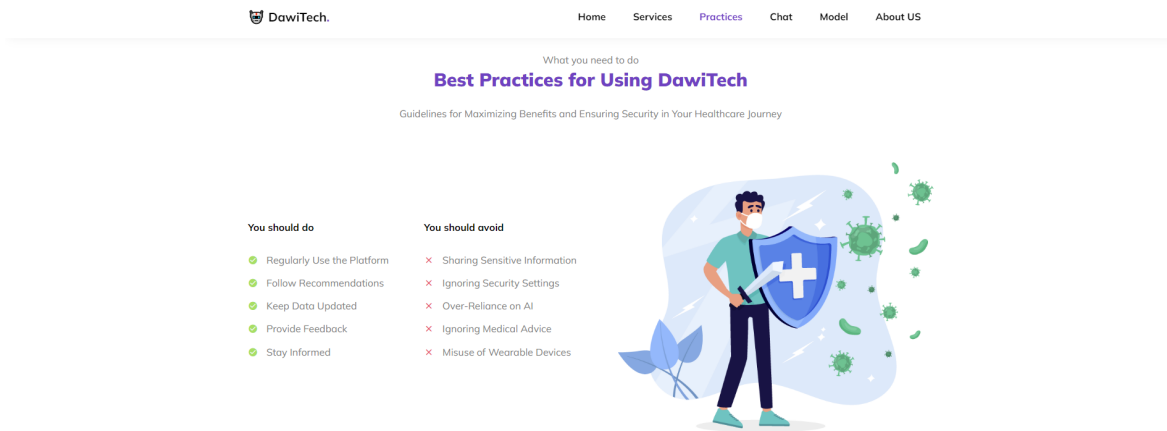 DawiTech.
Home Services Practices Chat Model About US
What you need to do
Best Practices for Using DawiTech
Guidelines for Maximizing Benefits and Ensuring Security in Your Healthcare Journey
You should do
Regularly Use the Platform
Follow Recommendations
Keep Data Updated
Provide Feedback
Stay Informed
You should avoid
Sharing Sensitive Information
Ignoring Security Settings
Over-Reliance on AI
Ignoring Medical Advice
Misuse of Wearable Devices